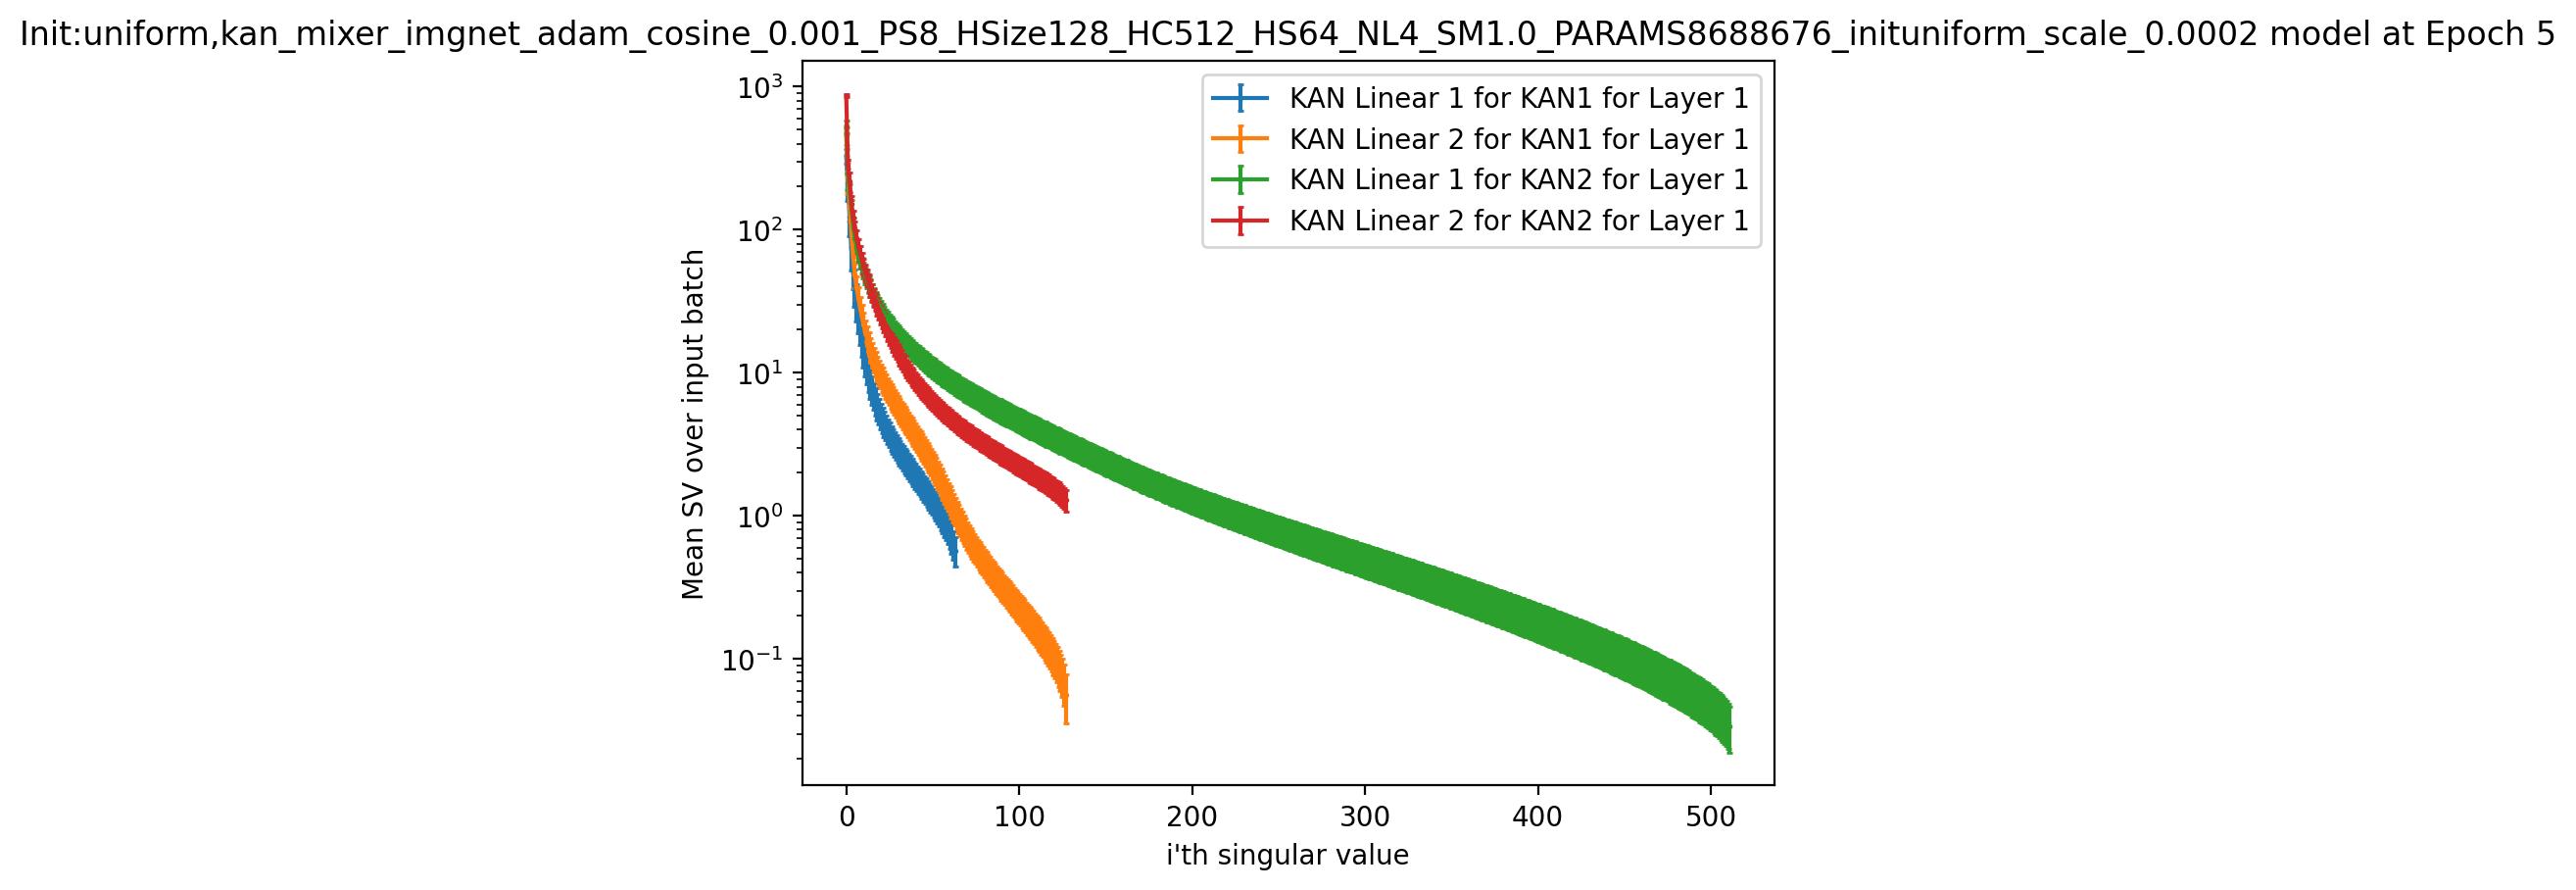 Init:uniform,kan_mixer_imgnet_adam_cosine_0.001_PS8_HSize128_HC512_HS64_NL4_SM1.0_PARAMS8688676_inituniform_scale_0.0002 model at Epoch 5
KAN Linear 1 for KAN1 for Layer 1
KAN Linear 2 for KAN1 for Layer 1
KAN Linear 1 for KAN2 for Layer 1
KAN Linear 2 for KAN2 for Layer 1
Mean SV over input batch
10³
10²
10¹
10⁰
10⁻¹
0 100 200 300 400 500
i'th singular value